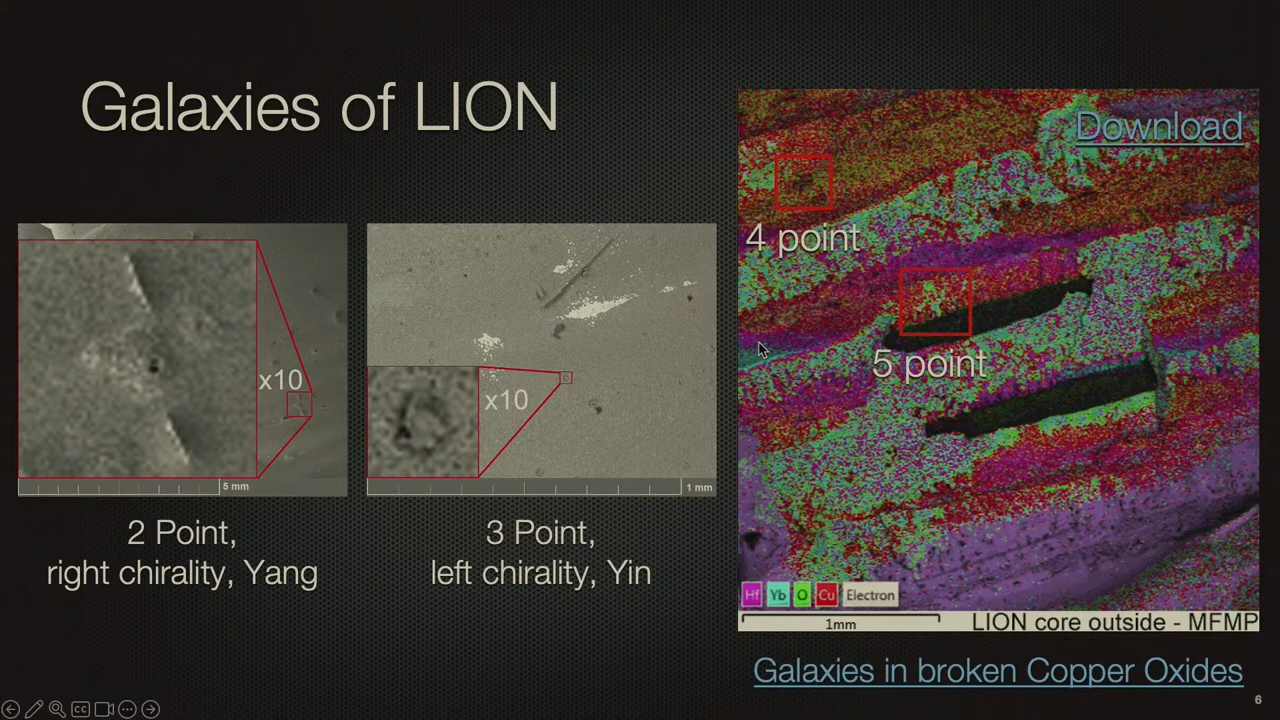 Galaxies of LION
x10
5 mm
2 Point,
right chirality, Yang
x10
1 mm
3 Point,
left chirality, Yin
Download
4 point
5 point
Hf Yb O Cu Electron
1mm LION core outside - MFMP
Galaxies in broken Copper Oxides
CC
6